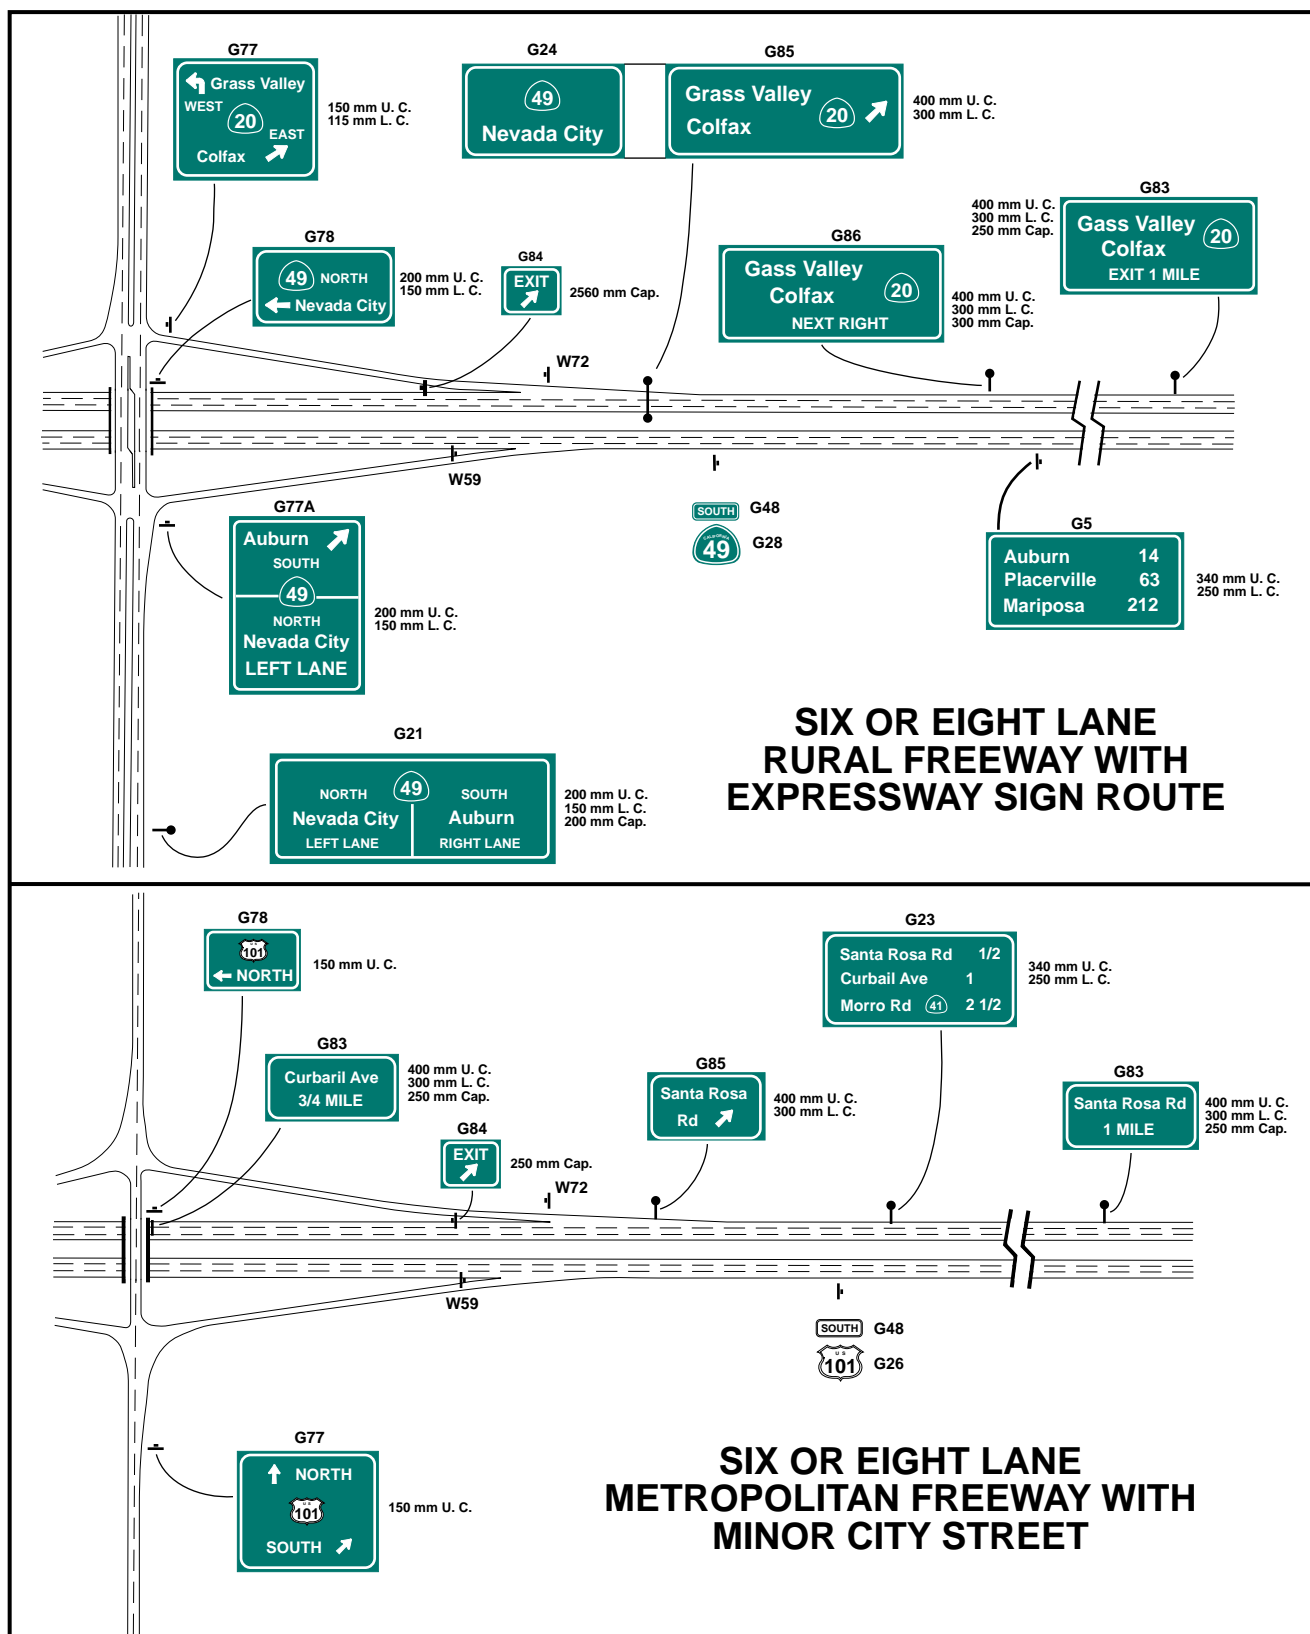 G77
Grass Valley
WEST
20
EAST
Colfax
150 mm U. C.
115 mm L. C.
G24
49
Nevada City
G85
Grass Valley
Colfax
20
400 mm U. C.
300 mm L. C.
G83
400 mm U. C.
300 mm L. C.
250 mm Cap.
Gass Valley
Colfax
20
EXIT 1 MILE
G78
49 NORTH
Nevada City
200 mm U. C.
150 mm L. C.
G84
EXIT
2560 mm Cap.
G86
Gass Valley
Colfax
20
NEXT RIGHT
400 mm U. C.
300 mm L. C.
300 mm Cap.
W72
W59
G77A
Auburn
SOUTH
49
NORTH
Nevada City
LEFT LANE
200 mm U. C.
150 mm L. C.
SOUTH G48
CALIFORNIA
49 G28
G5
Auburn 14
Placerville 63
Mariposa 212
340 mm U. C.
250 mm L. C.
G21
49
NORTH SOUTH
Nevada City Auburn
LEFT LANE RIGHT LANE
200 mm U. C.
150 mm L. C.
200 mm Cap.
SIX OR EIGHT LANE
RURAL FREEWAY WITH
EXPRESSWAY SIGN ROUTE
G78
U S
101
NORTH
150 mm U. C.
G23
Santa Rosa Rd 1/2
Curbail Ave 1
Morro Rd 41 2 1/2
340 mm U. C.
250 mm L. C.
G83
Curbaril Ave
3/4 MILE
400 mm U. C.
300 mm L. C.
250 mm Cap.
G84
EXIT
250 mm Cap.
G85
Santa Rosa
Rd
400 mm U. C.
300 mm L. C.
G83
Santa Rosa Rd
1 MILE
400 mm U. C.
300 mm L. C.
250 mm Cap.
W72
W59
SOUTH G48
U S
101 G26
G77
NORTH
U S
101
SOUTH
150 mm U. C.
SIX OR EIGHT LANE
METROPOLITAN FREEWAY WITH
MINOR CITY STREET